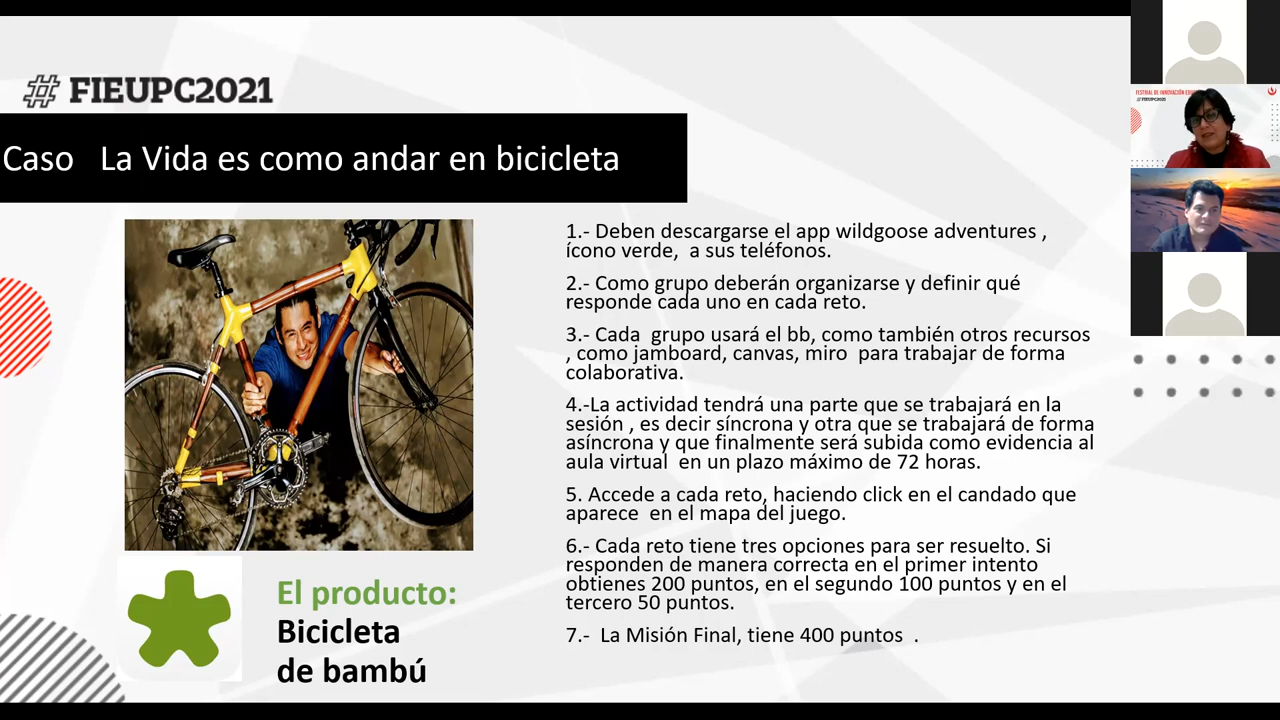 # FIEUPC2021
Caso La Vida es como andar en bicicleta
1.- Deben descargarse el app wildgoose adventures ,
ícono verde, a sus teléfonos.
2.- Como grupo deberán organizarse y definir qué
responde cada uno en cada reto.
3.- Cada grupo usará el bb, como también otros recursos
, como jamboard, canvas, miro para trabajar de forma
colaborativa.
4.-La actividad tendrá una parte que se trabajará en la
sesión , es decir síncrona y otra que se trabajará de forma
asíncrona y que finalmente será subida como evidencia al
aula virtual en un plazo máximo de 72 horas.
5. Accede a cada reto, haciendo click en el candado que
aparece en el mapa del juego.
6.- Cada reto tiene tres opciones para ser resuelto. Si
responden de manera correcta en el primer intento
obtienes 200 puntos, en el segundo 100 puntos y en el
tercero 50 puntos.
7.- La Misión Final, tiene 400 puntos .
El producto:
Bicicleta
de bambú
FESTIVAL DE INNOVACIÓN
#FIEUPC2021